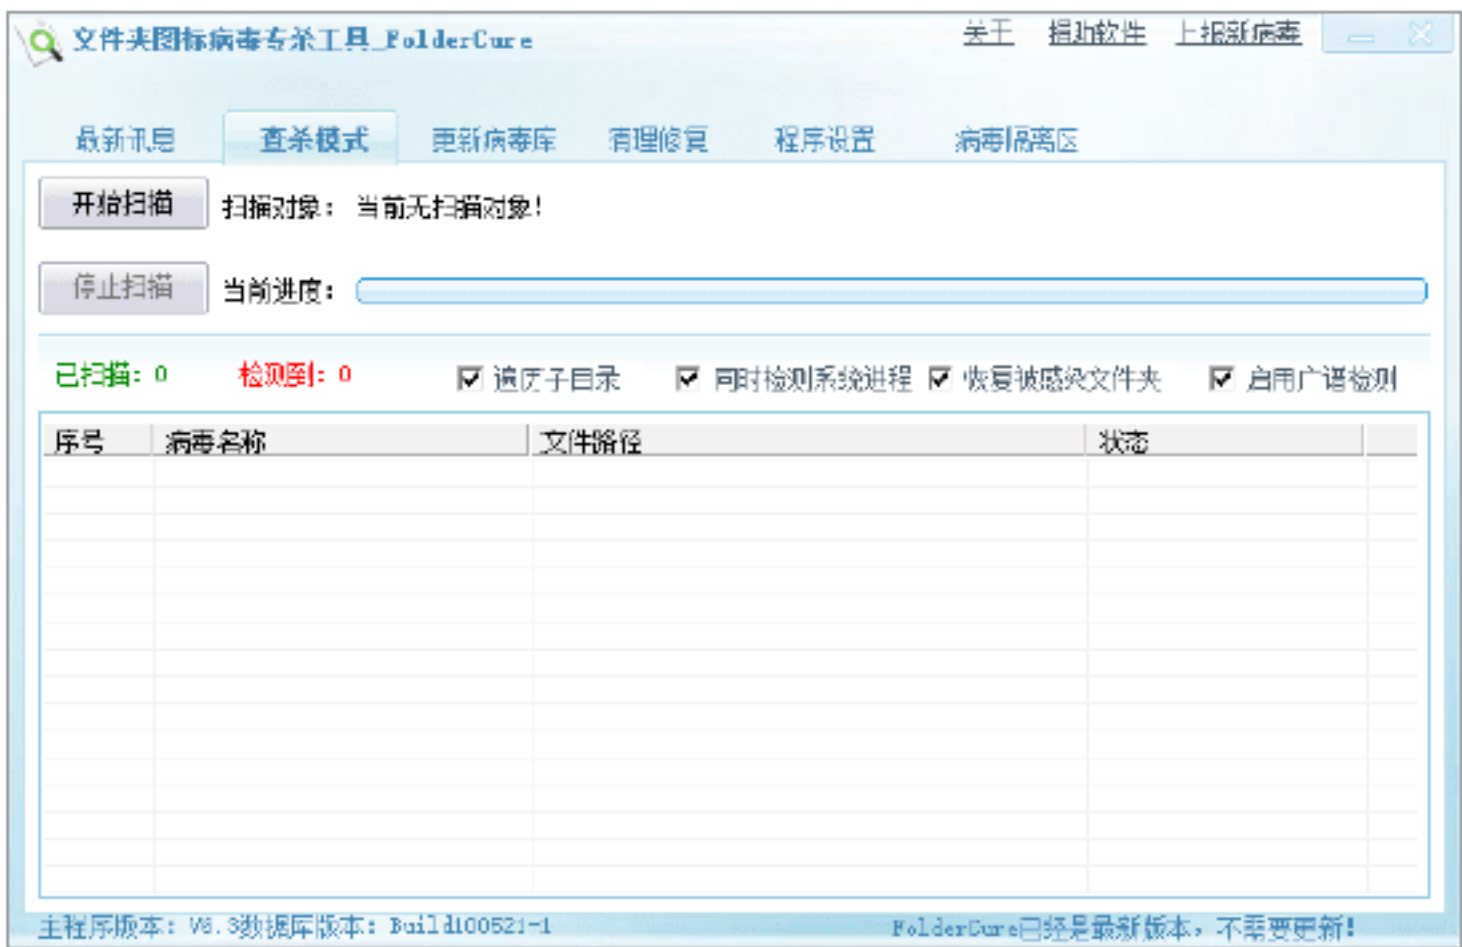 文件夹图标病毒专杀工具_FolderCure 关于 捐助软件 上报新病毒
最新讯息 查杀模式 更新病毒库 清理修复 程序设置 病毒隔离区
开始扫描 扫描对象: 当前无扫描对象!
停止扫描 当前进度:
已扫描: 0 检测到: 0 遍历子目录 同时检测系统进程 恢复被感染文件夹 启用广谱检测
序号 病毒名称 文件路径 状态
主程序版本: V6.3数据库版本: Build100521-1 FolderCure已经是最新版本,不需要更新!